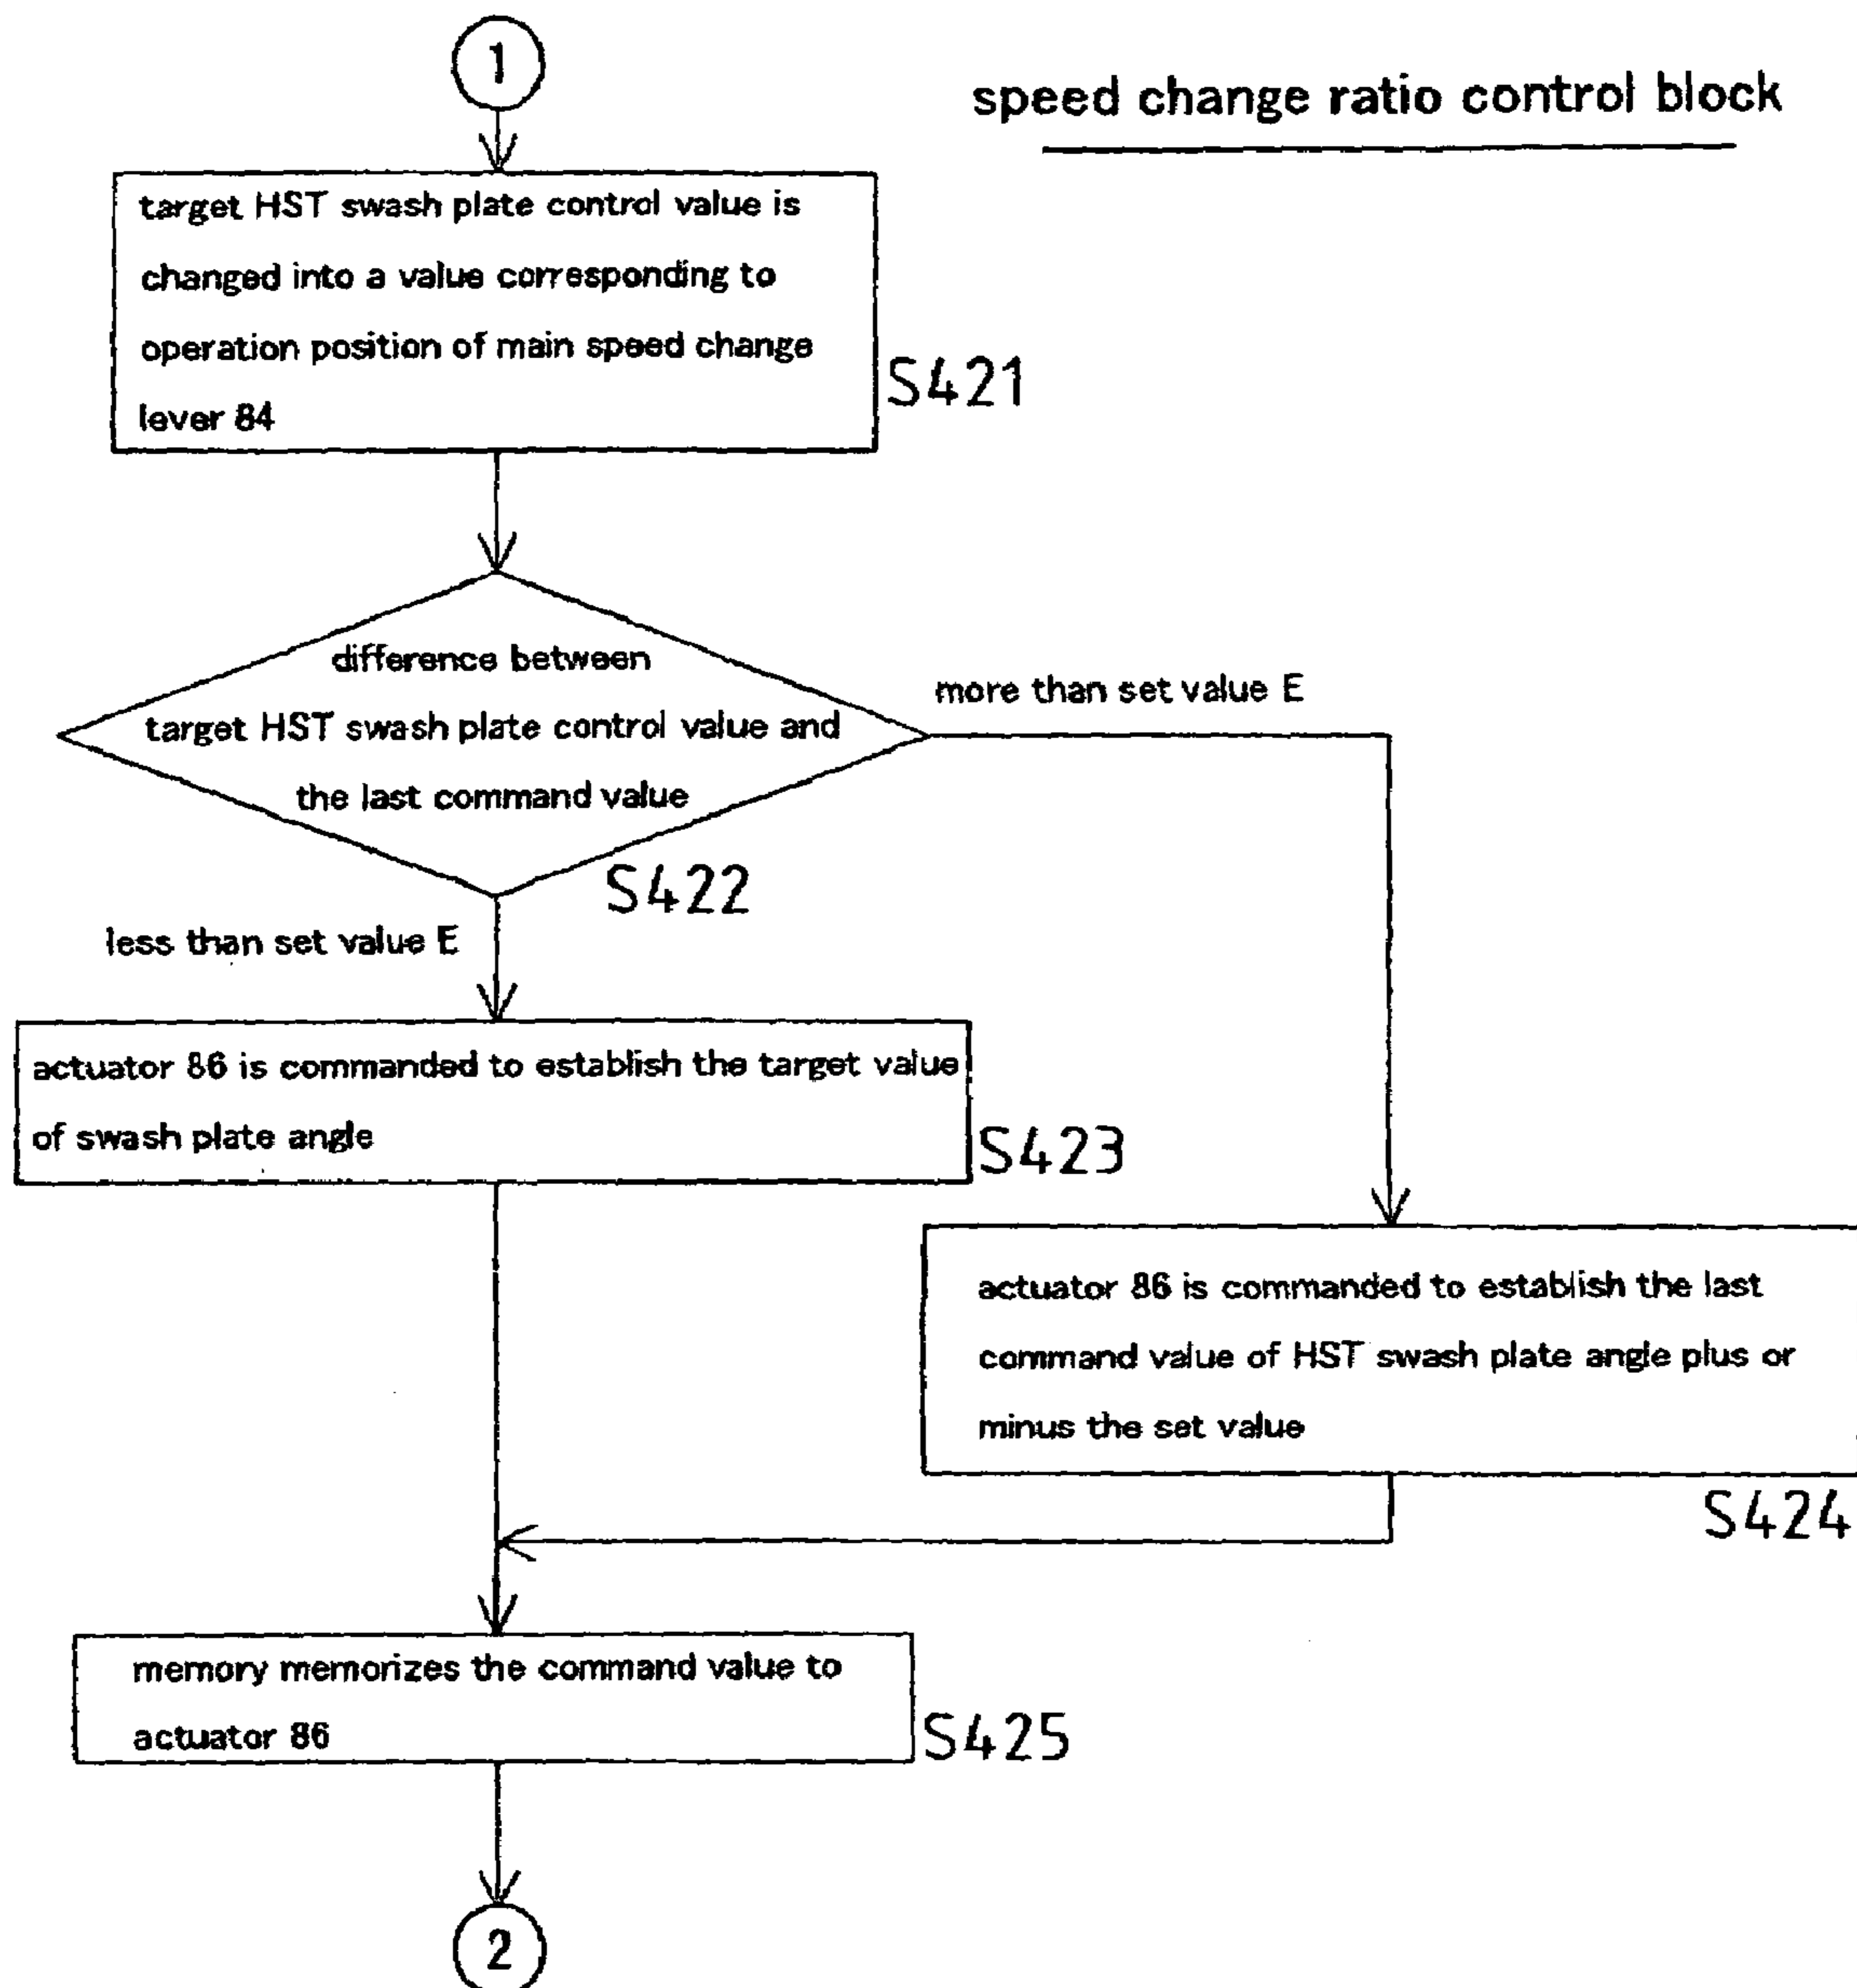 1
speed change ratio control block
target HST swash plate control value is
changed into a value corresponding to
operation position of main speed change
lever 84
S421
difference between
target HST swash plate control value and
the last command value
S422
more than set value E
less than set value E
actuator 86 is commanded to establish the target value
of swash plate angle
S423
actuator 86 is commanded to establish the last
command value of HST swash plate angle plus or
minus the set value
S424
memory memorizes the command value to
actuator 86
S425
2